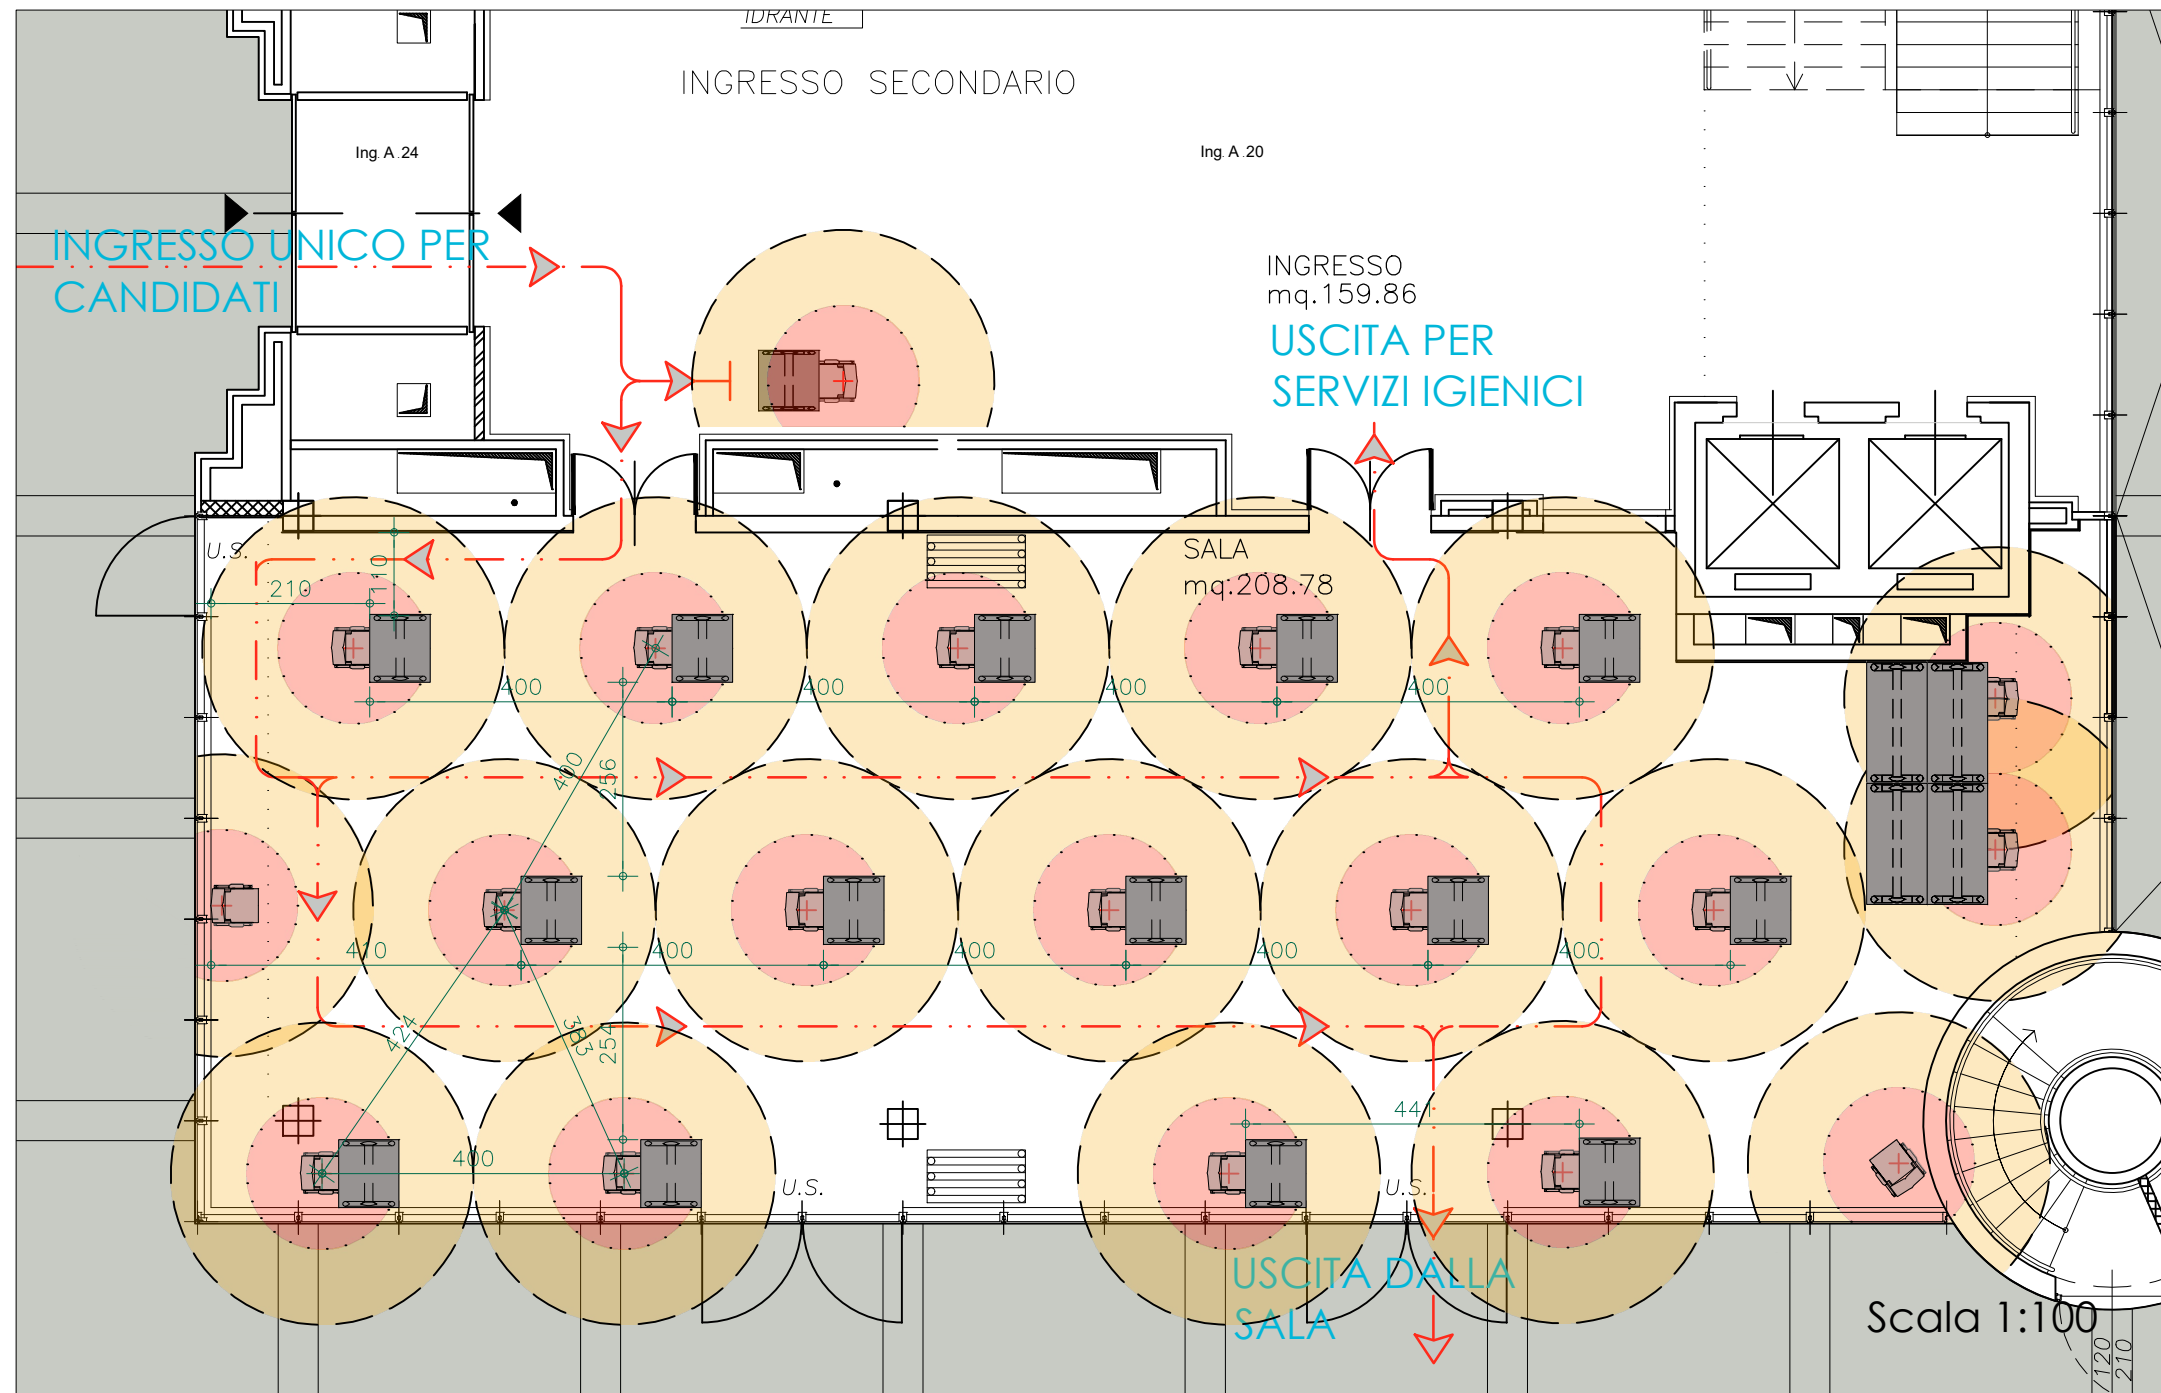 IDRANTE
INGRESSO SECONDARIO
Ing. A .24
Ing. A .20
INGRESSO UNICO PER
CANDIDATI
INGRESSO
mq.159.86
USCITA PER
SERVIZI IGIENICI
U.S.
SALA
mq.208.78
210
110
400
400
400
400
400
256
410
400
400
400
400
424
383
254
400
441
U.S.
U.S.
USCITA DALLA
SALA
Scala 1:100
120
210